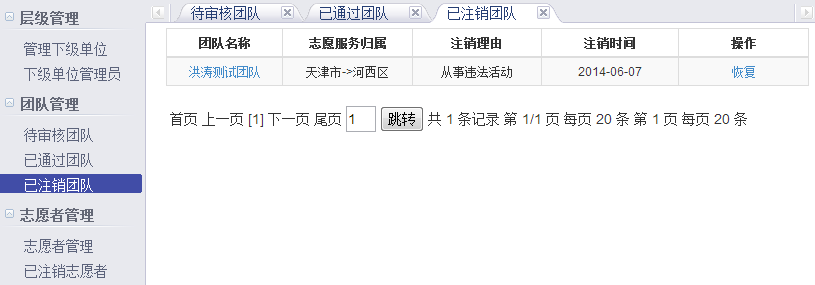 层级管理
管理下级单位
下级单位管理员
团队管理
待审核团队
已通过团队
已注销团队
志愿者管理
志愿者管理
已注销志愿者
待审核团队 已通过团队 已注销团队
团队名称 志愿服务归属 注销理由 注销时间 操作
洪涛测试团队 天津市->河西区 从事违法活动 2014-06-07 恢复
首页 上一页 [1] 下一页 尾页 1 跳转 共 1 条记录 第 1/1 页 每页 20 条 第 1 页 每页 20 条